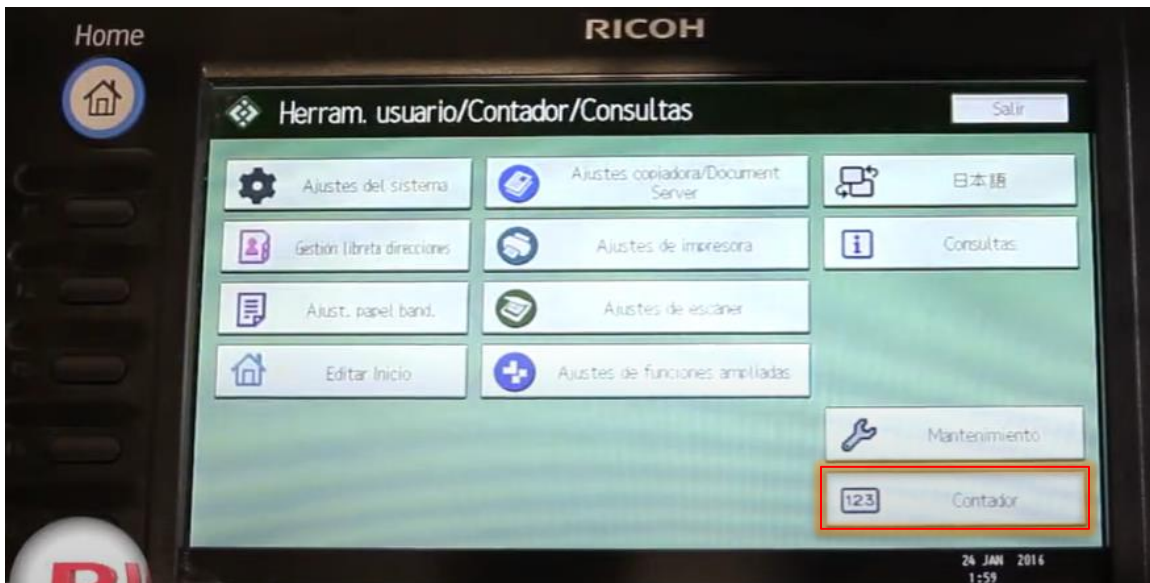 Home
RICOH
Herram. usuario/Contador/Consultas
Salir
Ajustes del sistema
Ajustes copiadora/Document
Server
日本語
Gestión libreta direcciones
Ajustes de impresora
Consultas
Ajust. papel band.
Ajustes de escáner
Editar Inicio
Ajustes de funciones ampliadas
Mantenimiento
123
Contador
24 JAN 2016
1:59